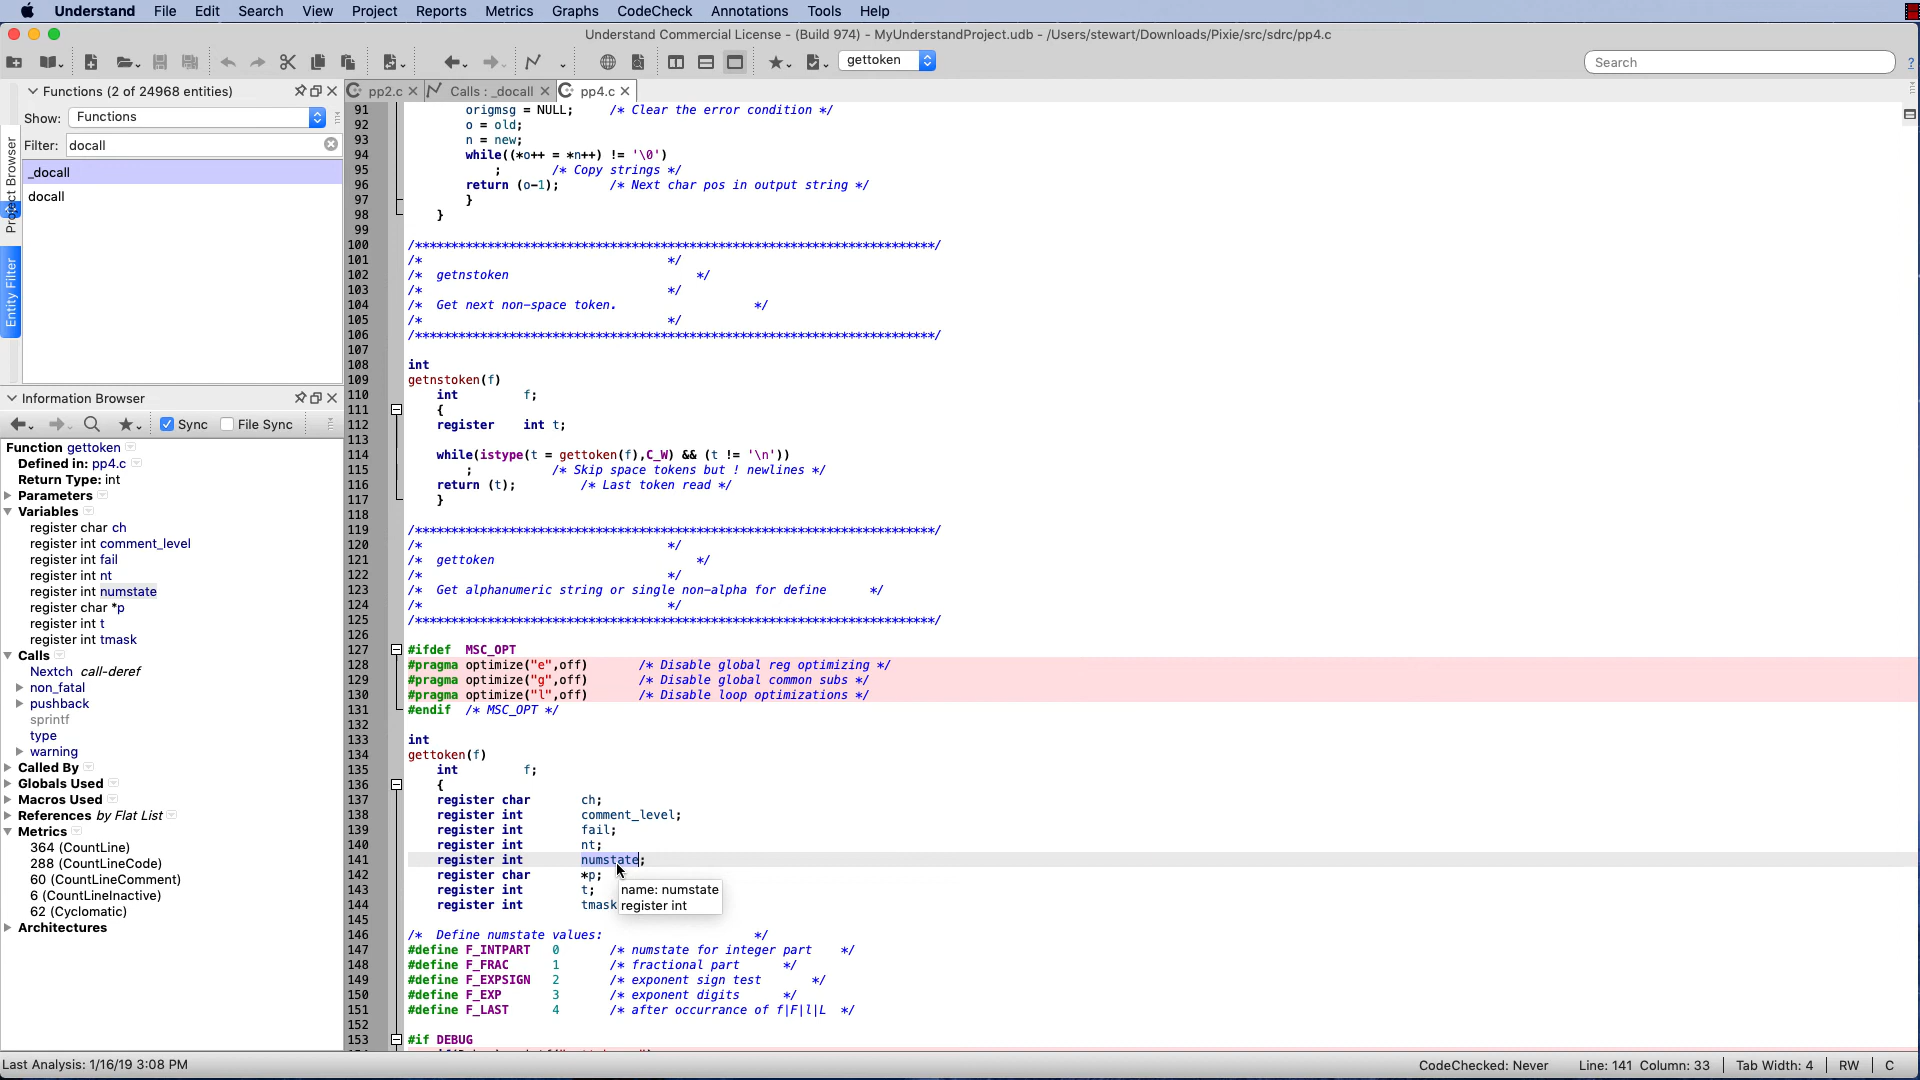 Understand File Edit Search View Project Reports Metrics Graphs CodeCheck Annotations Tools Help
Understand Commercial License - (Build 974) - MyUnderstandProject.udb - /Users/stewart/Downloads/Pixie/src/sdrc/pp4.c
gettoken
Search
?
Functions (2 of 24968 entities)
Show: Functions
Filter: docall
_docall
docall
Project Browser
Entity Filter
Information Browser
Sync File Sync
Function gettoken
Defined in: pp4.c
Return Type: int
Parameters
Variables
register char ch
register int comment_level
register int fail
register int nt
register int numstate
register char *p
register int t
register int tmask
Calls
Nextch call-deref
non_fatal
pushback
sprintf
type
warning
Called By
Globals Used
Macros Used
References by Flat List
Metrics
364 (CountLine)
288 (CountLineCode)
60 (CountLineComment)
6 (CountLineInactive)
62 (Cyclomatic)
Architectures
pp2.c Calls : _docall pp4.c
91 origmsg = NULL; /* Clear the error condition */
92 o = old;
93 n = new;
94 while((*o++ = *n++) != '\0')
95 ; /* Copy strings */
96 return (o-1); /* Next char pos in output string */
97 }
98 }
99
100 /************************************************************************/
101 /* */
102 /* getnstoken */
103 /* */
104 /* Get next non-space token. */
105 /* */
106 /************************************************************************/
107
108 int
109 getnstoken(f)
110 int f;
111 {
112 register int t;
113
114 while(istype(t = gettoken(f),C_W) && (t != '\n'))
115 ; /* Skip space tokens but ! newlines */
116 return (t); /* Last token read */
117 }
118
119 /************************************************************************/
120 /* */
121 /* gettoken */
122 /* */
123 /* Get alphanumeric string or single non-alpha for define */
124 /* */
125 /************************************************************************/
126
127 #ifdef MSC_OPT
128 #pragma optimize("e",off) /* Disable global reg optimizing */
129 #pragma optimize("g",off) /* Disable global common subs */
130 #pragma optimize("l",off) /* Disable loop optimizations */
131 #endif /* MSC_OPT */
132
133 int
134 gettoken(f)
135 int f;
136 {
137 register char ch;
138 register int comment_level;
139 register int fail;
140 register int nt;
141 register int numstate;
142 register char *p;
143 register int t;
144 register int tmask
name: numstate
register int
145
146 /* Define numstate values: */
147 #define F_INTPART 0 /* numstate for integer part */
148 #define F_FRAC 1 /* fractional part */
149 #define F_EXPSIGN 2 /* exponent sign test */
150 #define F_EXP 3 /* exponent digits */
151 #define F_LAST 4 /* after occurrance of f|F|l|L */
152
153 #if DEBUG
Last Analysis: 1/16/19 3:08 PM
CodeChecked: Never Line: 141 Column: 33 Tab Width: 4 RW C